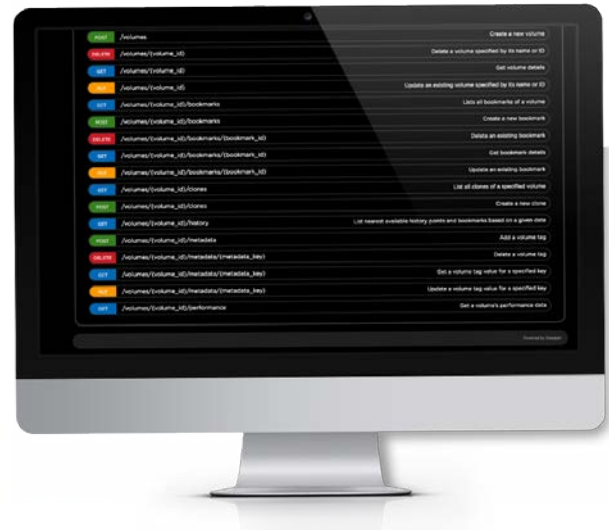 POST /volumes Create a new volume
DELETE /volumes/{volume_id} Delete a volume specified by its name or ID
GET /volumes/{volume_id} Get volume details
PUT /volumes/{volume_id} Update an existing volume specified by its name or ID
GET /volumes/{volume_id}/bookmarks Lists all bookmarks of a volume
POST /volumes/{volume_id}/bookmarks Create a new bookmark
DELETE /volumes/{volume_id}/bookmarks/{bookmark_id} Delete an existing bookmark
GET /volumes/{volume_id}/bookmarks/{bookmark_id} Get bookmark details
PUT /volumes/{volume_id}/bookmarks/{bookmark_id} Update an existing bookmark
GET /volumes/{volume_id}/clones List all clones of a specified volume
POST /volumes/{volume_id}/clones Create a new clone
GET /volumes/{volume_id}/history List nearest available history points and bookmarks based on a given date
POST /volumes/{volume_id}/metadata Add a volume tag
DELETE /volumes/{volume_id}/metadata/{metadata_key} Delete a volume tag
GET /volumes/{volume_id}/metadata/{metadata_key} Get a volume tag value for a specified key
PUT /volumes/{volume_id}/metadata/{metadata_key} Update a volume tag value for a specified key
GET /volumes/{volume_id}/performance Get a volume's performance data
Powered by